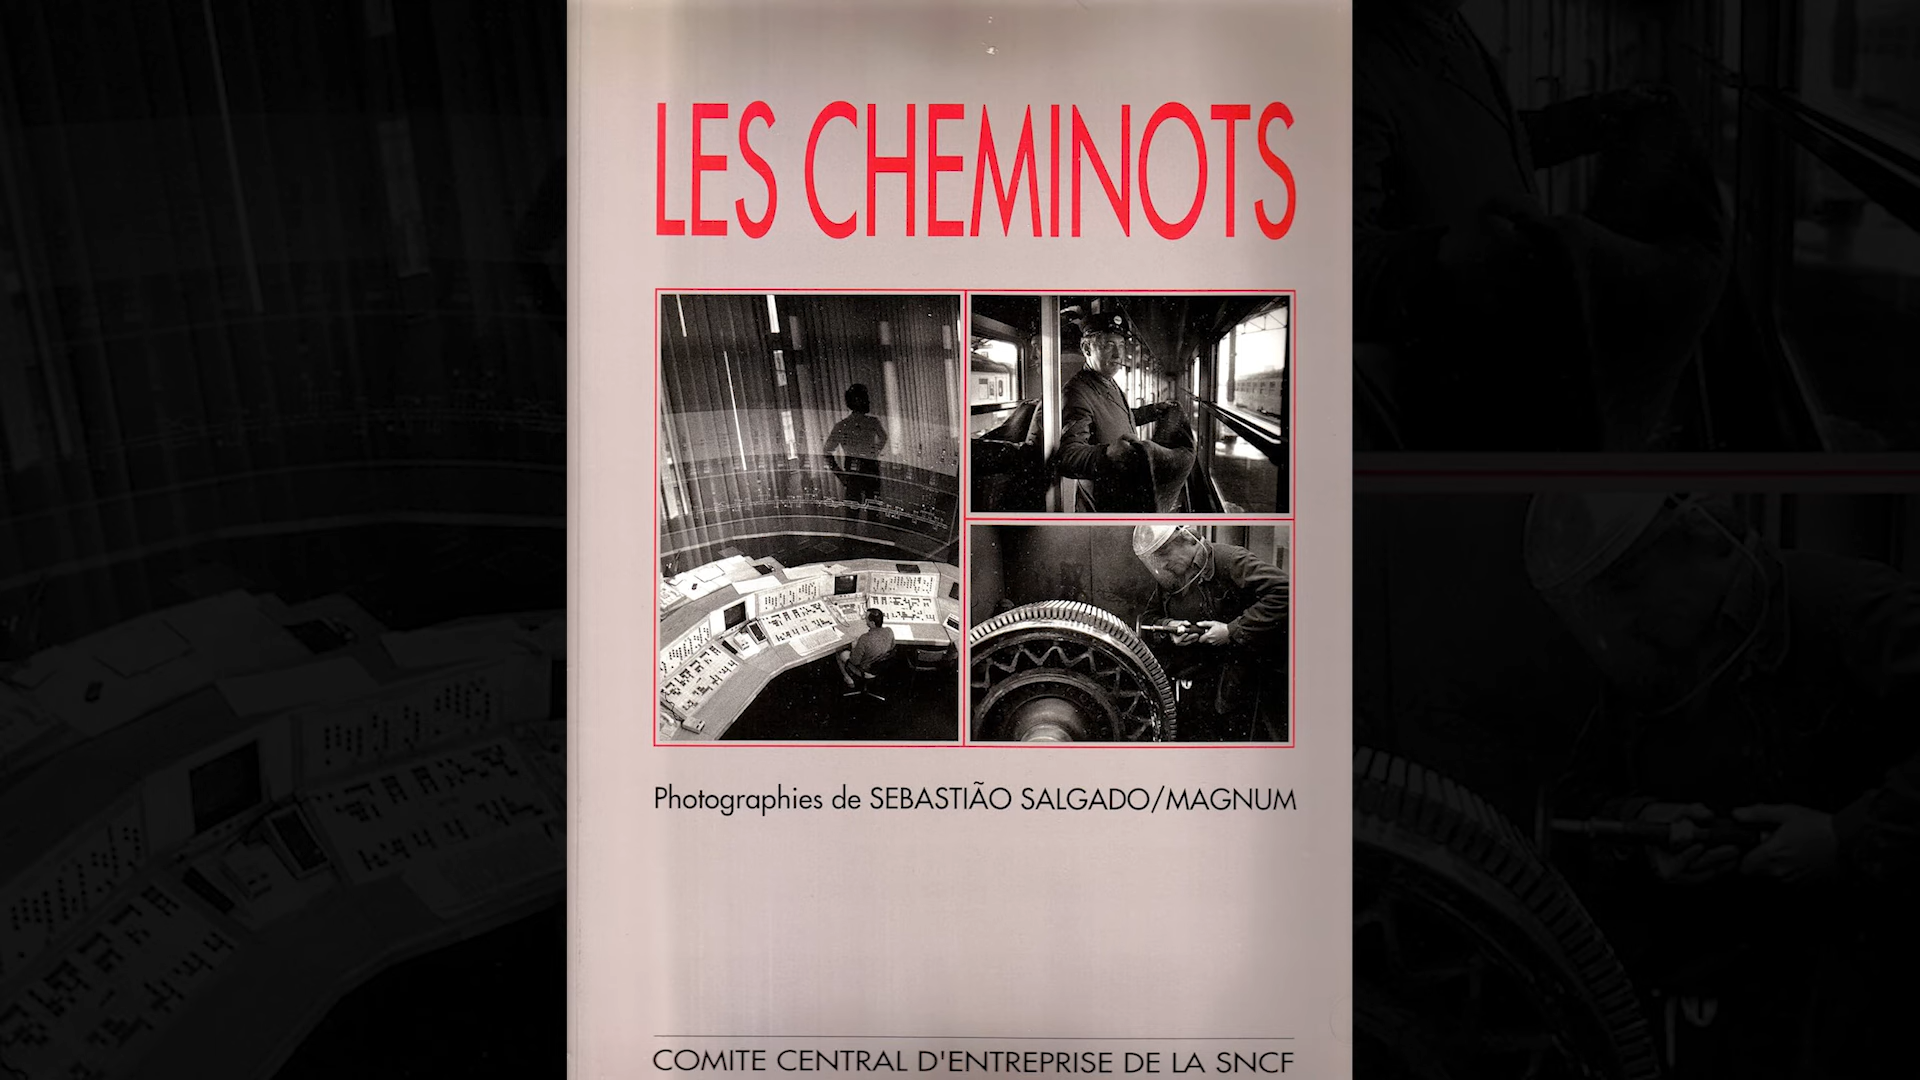 LES CHEMINOTS
Photographies de SEBASTIÃO SALGADO/MAGNUM
COMITE CENTRAL D'ENTREPRISE DE LA SNCF